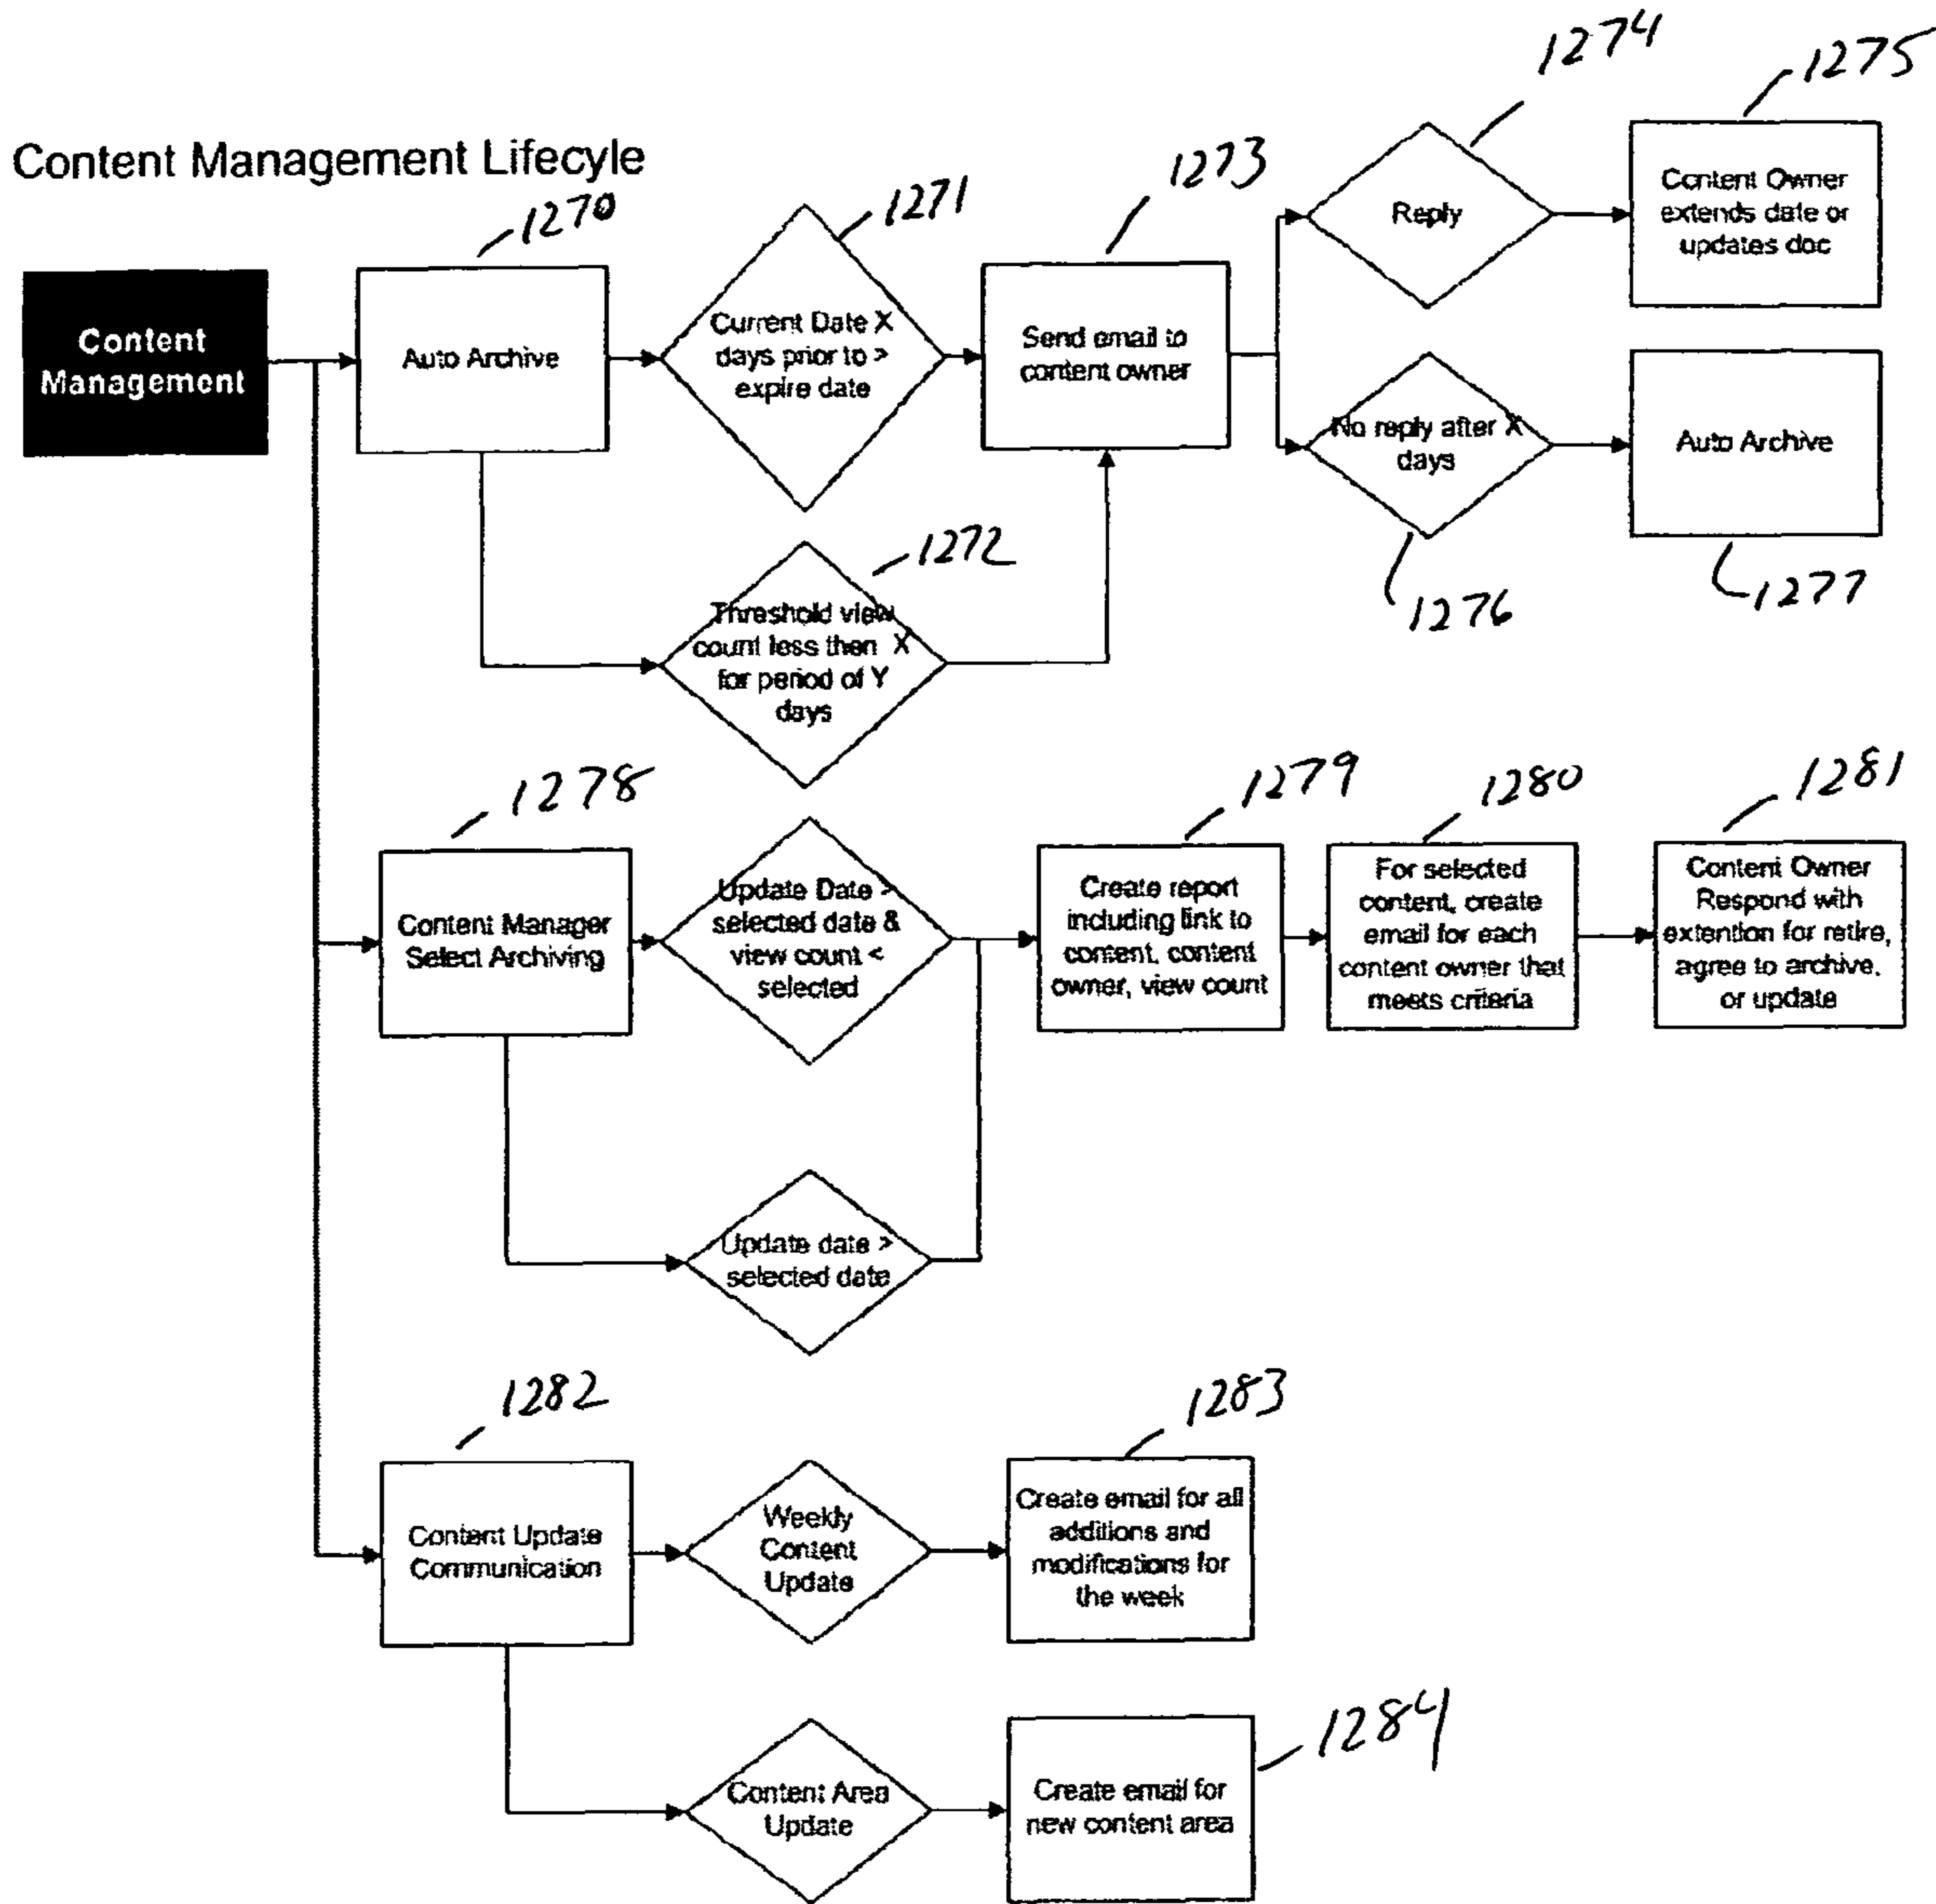 Content Management Lifecyle
Content
Management
1270
Auto Archive
1271
Current Date X
days prior to >
expire date
1272
Threshold view
count less then X
for period of Y
days
1273
Send email to
content owner
1274
Reply
1275
Content Owner
extends date or
updates doc
No reply after X
days
1276
Auto Archive
1277
1278
Content Manager
Select Archiving
Update Date >
selected date &
view count <
selected
Update date >
selected date
1279
Create report
including link to
content, content
owner, view count
1280
For selected
content, create
email for each
content owner that
meets criteria
1281
Content Owner
Respond with
extention for retire,
agree to archive,
or update
1282
Content Update
Communication
Weekly
Content
Update
1283
Create email for all
additions and
modifications for
the week
Content Area
Update
1284
Create email for
new content area